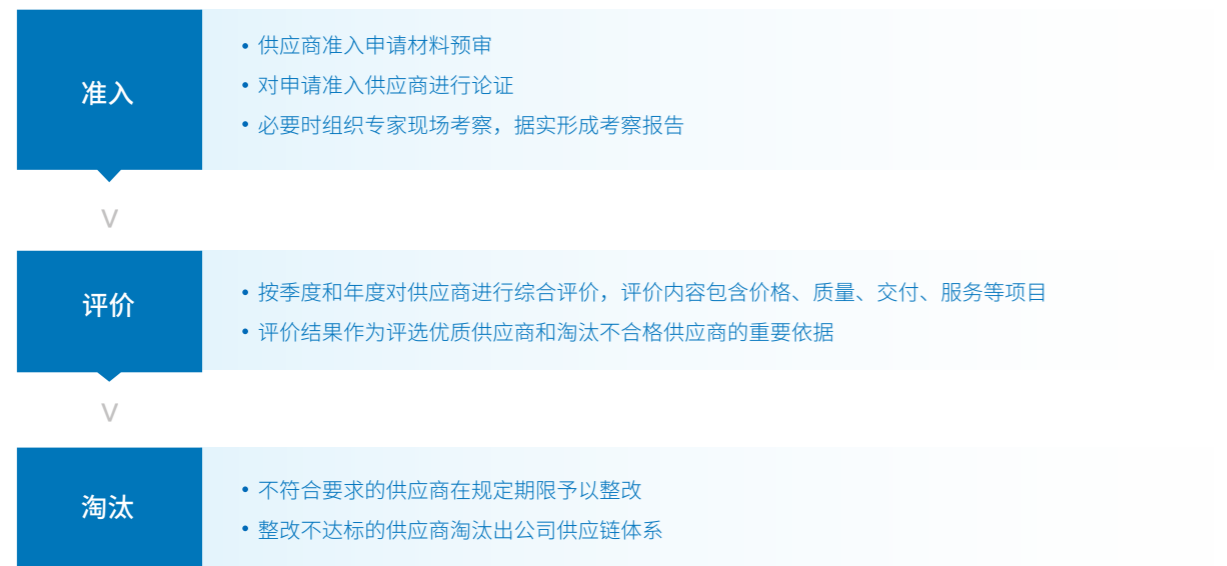 准入
• 供应商准入申请材料预审
• 对申请准入供应商进行论证
• 必要时组织专家现场考察，据实形成考察报告
评价
• 按季度和年度对供应商进行综合评价，评价内容包含价格、质量、交付、服务等项目
• 评价结果作为评选优质供应商和淘汰不合格供应商的重要依据
淘汰
• 不符合要求的供应商在规定期限予以整改
• 整改不达标的供应商淘汰出公司供应链体系